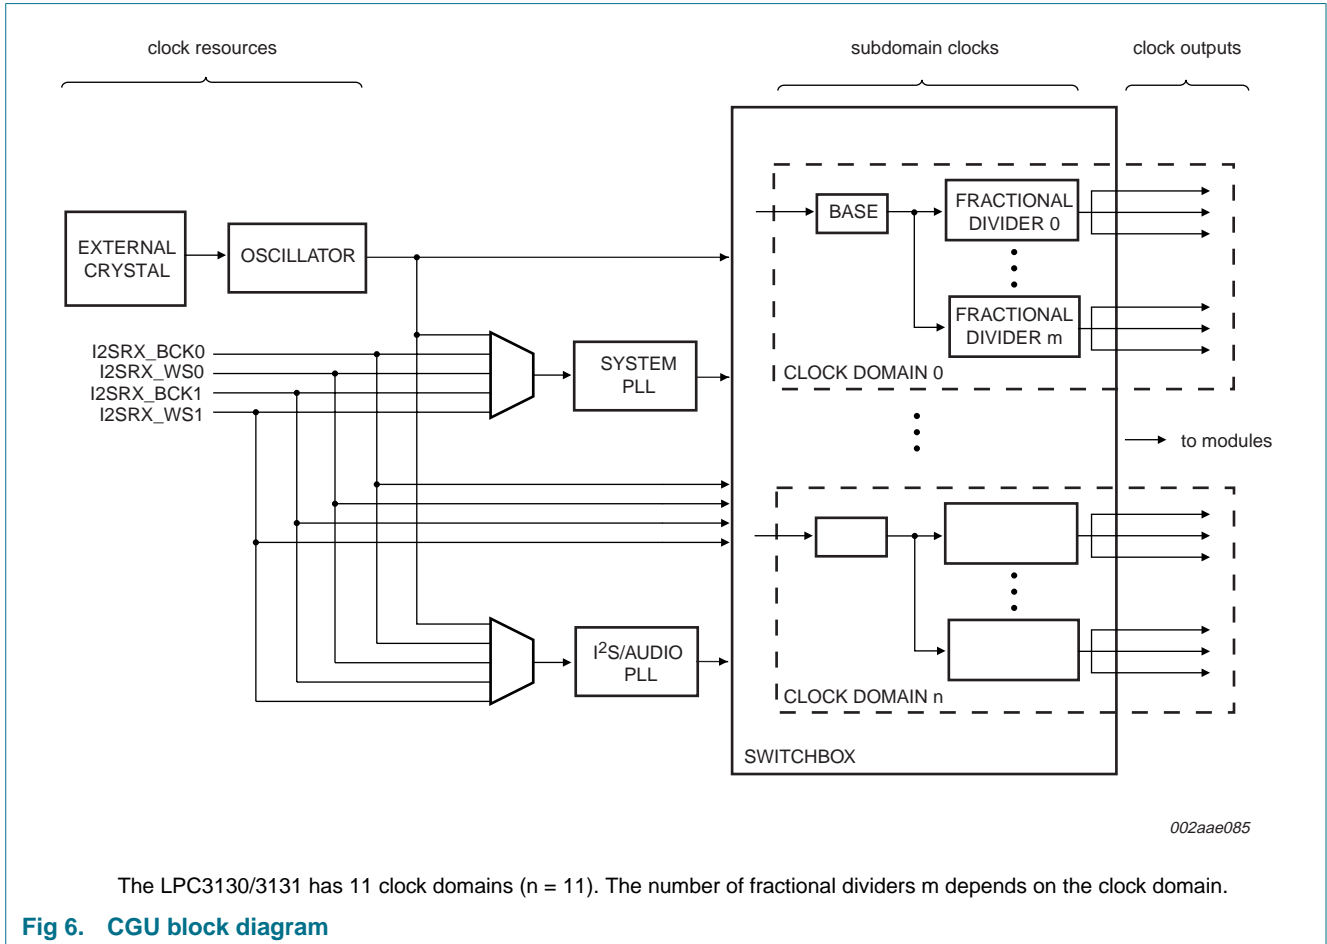 clock resources
subdomain clocks
clock outputs
EXTERNAL
CRYSTAL
OSCILLATOR
BASE
FRACTIONAL
DIVIDER 0
FRACTIONAL
DIVIDER m
CLOCK DOMAIN 0
I2SRX_BCK0
I2SRX_WS0
I2SRX_BCK1
I2SRX_WS1
SYSTEM
PLL
to modules
I²S/AUDIO
PLL
CLOCK DOMAIN n
SWITCHBOX
002aae085
The LPC3130/3131 has 11 clock domains (n = 11). The number of fractional dividers m depends on the clock domain.
Fig 6. CGU block diagram